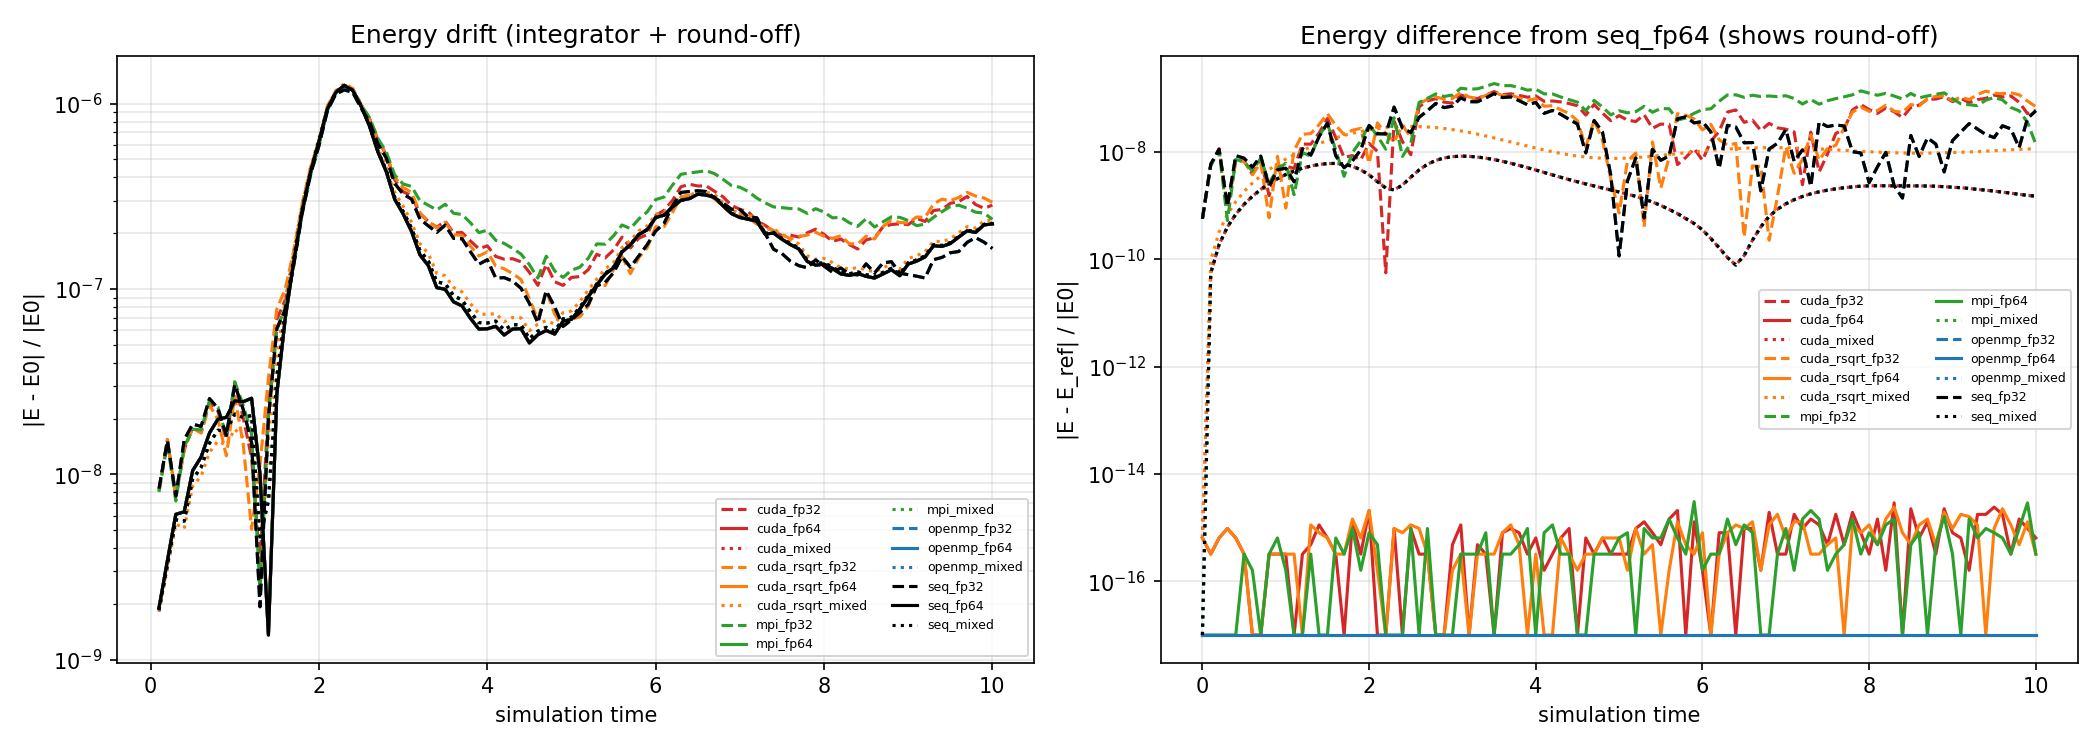 Energy drift (integrator + round-off)
|E - E0| / |E0|
10⁻⁶
10⁻⁷
10⁻⁸
10⁻⁹
0 2 4 6 8 10
simulation time
cuda_fp32
cuda_fp64
cuda_mixed
cuda_rsqrt_fp32
cuda_rsqrt_fp64
cuda_rsqrt_mixed
mpi_fp32
mpi_fp64
mpi_mixed
openmp_fp32
openmp_fp64
openmp_mixed
seq_fp32
seq_fp64
seq_mixed
Energy difference from seq_fp64 (shows round-off)
|E - E_ref| / |E0|
10⁻⁸
10⁻¹⁰
10⁻¹²
10⁻¹⁴
10⁻¹⁶
0 2 4 6 8 10
simulation time
cuda_fp32
cuda_fp64
cuda_mixed
cuda_rsqrt_fp32
cuda_rsqrt_fp64
cuda_rsqrt_mixed
mpi_fp32
mpi_fp64
mpi_mixed
openmp_fp32
openmp_fp64
openmp_mixed
seq_fp32
seq_mixed